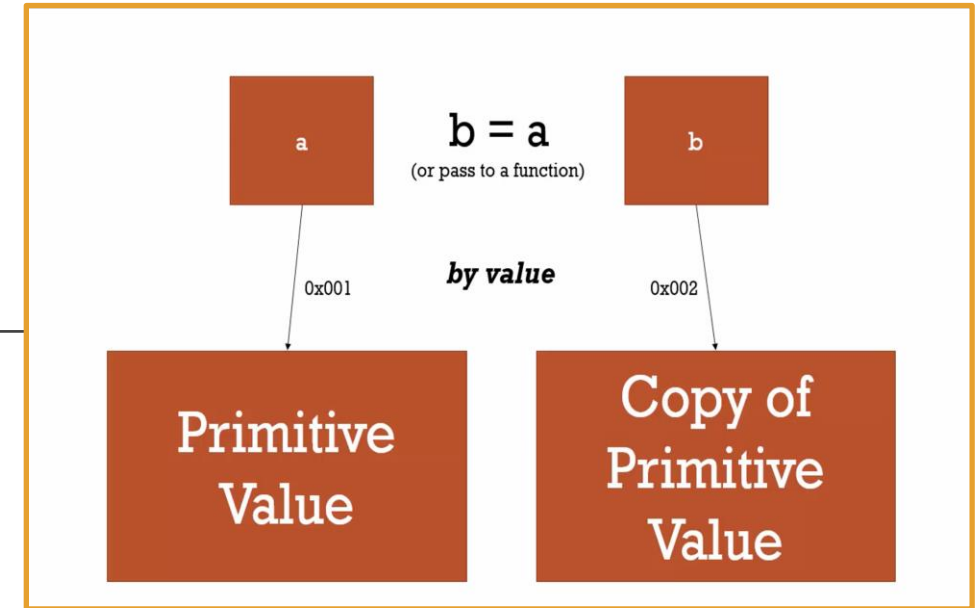 a
b = a
(or pass to a function)
b
by value
0x001
0x002
Primitive
Value
Copy of
Primitive
Value